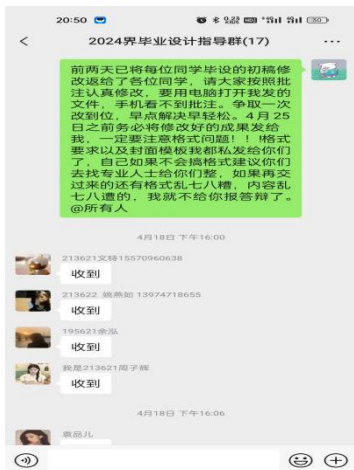 20:50
2024界毕业设计指导群(17)
前两天已将每位同学毕设的初稿修
改返给了各位同学，请大家按照批
注认真修改，要用电脑打开我发的
文件，手机看不到批注。争取一次
改到位，早点解决早轻松。4月25
日之前务必将修改好的成果发给
我，一定要注意格式问题！！格式
要求以及封面模板我都私发给你们
了，自己如果不会搞格式建议你们
去找专业人士给你们整，如果再交
过来的还有格式乱七八糟，内容乱
七八遭的，我就不给你报答辩了。
@所有人
4月18日 下午16:00
213621文特15570960638
收到
213622 姚燕如 13974718655
收到
195621余泓
收到
我是213621周子辉
收到
4月18日 下午16:06
袁品儿